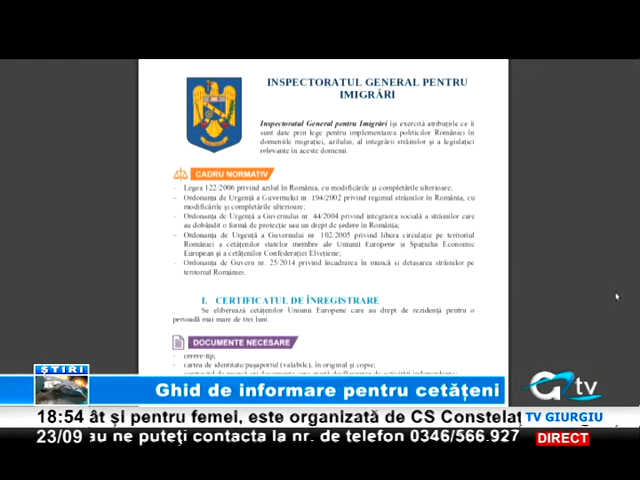 INSPECTORATUL GENERAL PENTRU
IMIGRĂRI
Inspectoratul General pentru Imigrări își exercită atribuțiile ce îi
sunt date prin lege pentru implementarea politicilor României în
domeniile migrației, azilului, al integrării străinilor și a legislației
relevante în aceste domenii.
CADRU NORMATIV
- Legea 122/2006 privind azilul în România, cu modificările și completările ulterioare;
- Ordonanța de Urgență a Guvernului nr. 194/2002 privind regimul străinilor în România, cu
modificările și completările ulterioare;
- Ordonanța de Urgență a Guvernului nr. 44/2004 privind integrarea socială a străinilor care
au dobândit o formă de protecție sau un drept de ședere în România;
- Ordonanța de Urgență a Guvernului nr. 102/2005 privind libera circulație pe teritoriul
României a cetățenilor statelor membre ale Uniunii Europene și Spațiului Economic
European și a cetățenilor Confederației Elvețiene;
- Ordonanța de Guvern nr. 25/2014 privind încadrarea în muncă și detașarea străinilor pe
teritoriul României.
I. CERTIFICATUL DE ÎNREGISTRARE
Se eliberează cetățenilor Uniunii Europene care au drept de rezidență pentru o
perioadă mai mare de trei luni.
DOCUMENTE NECESARE
- cerere-tip;
- cartea de identitate/pașaportul (valabile), în original și copie;
ȘTIRI
Ghid de informare pentru cetățeni
G tv
18:54 ât și pentru femei, este organizată de CS Constelaț
TV GIURGIU
23/09 au ne puteți contacta la nr. de telefon 0346/566.927
DIRECT